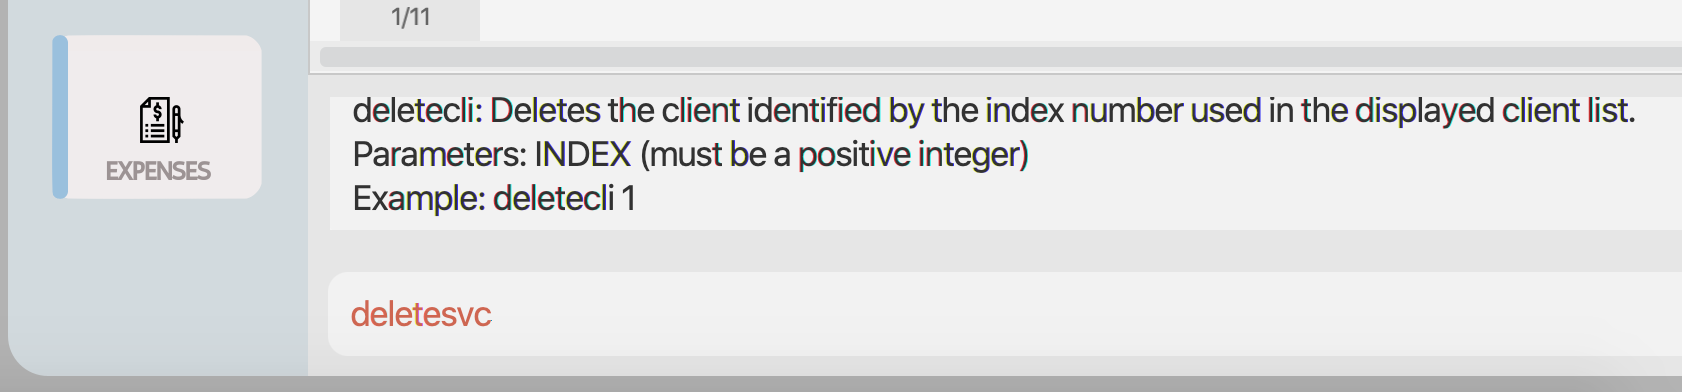 1/11
EXPENSES
deletecli: Deletes the client identified by the index number used in the displayed client list.
Parameters: INDEX (must be a positive integer)
Example: deletecli 1
deletesvc